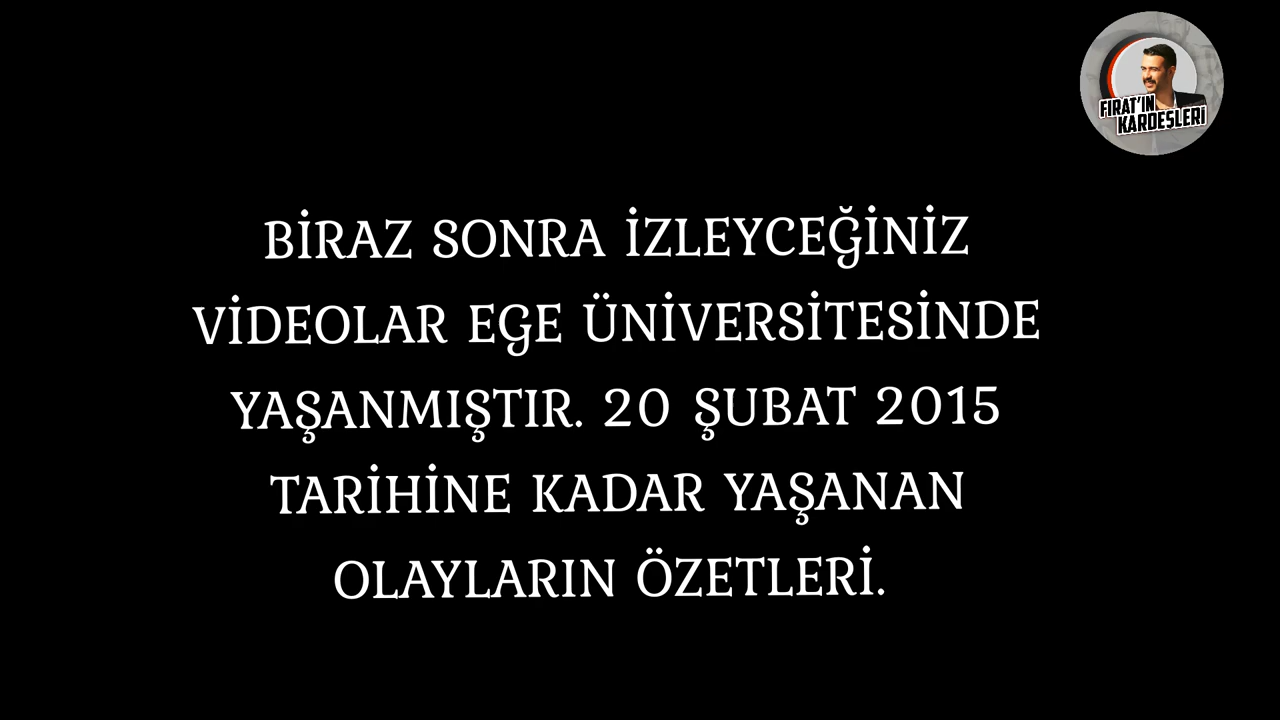 FIRAT'IN
KARDEŞLERİ
BİRAZ SONRA İZLEYCEĞİNİZ
VİDEOLAR EGE ÜNİVERSİTESİNDE
YAŞANMIŞTIR. 20 ŞUBAT 2015
TARİHİNE KADAR YAŞANAN
OLAYLARIN ÖZETLERİ.